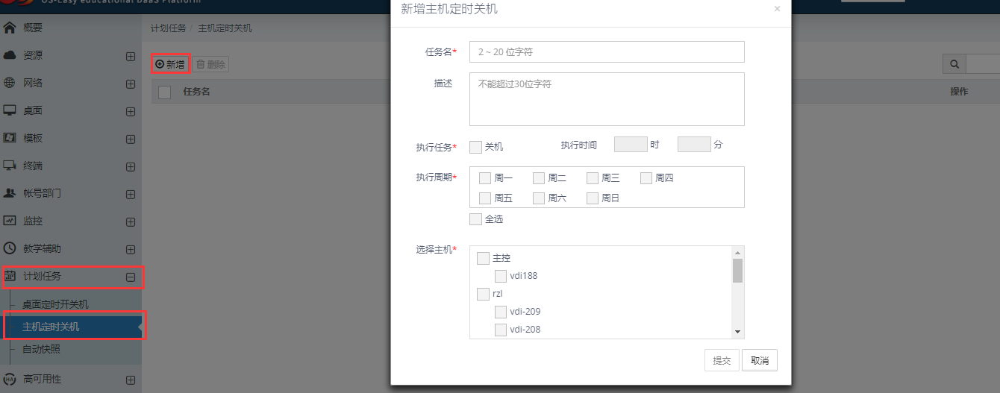 OS-Easy educational DaaS Platform
概要
资源
网络
桌面
模板
终端
帐号部门
监控
教学辅助
计划任务
桌面定时开关机
主机定时关机
自动快照
HA 高可用性
计划任务 / 主机定时关机
新增 删除
任务名 操作
新增主机定时关机 ×
任务名* 2 ~ 20 位字符
描述 不能超过30位字符
执行任务* 关机 执行时间 时 分
执行周期* 周一 周二 周三 周四
周五 周六 周日
全选
选择主机* 主控
vdi188
rzl
vdi-209
vdi-208
提交 取消